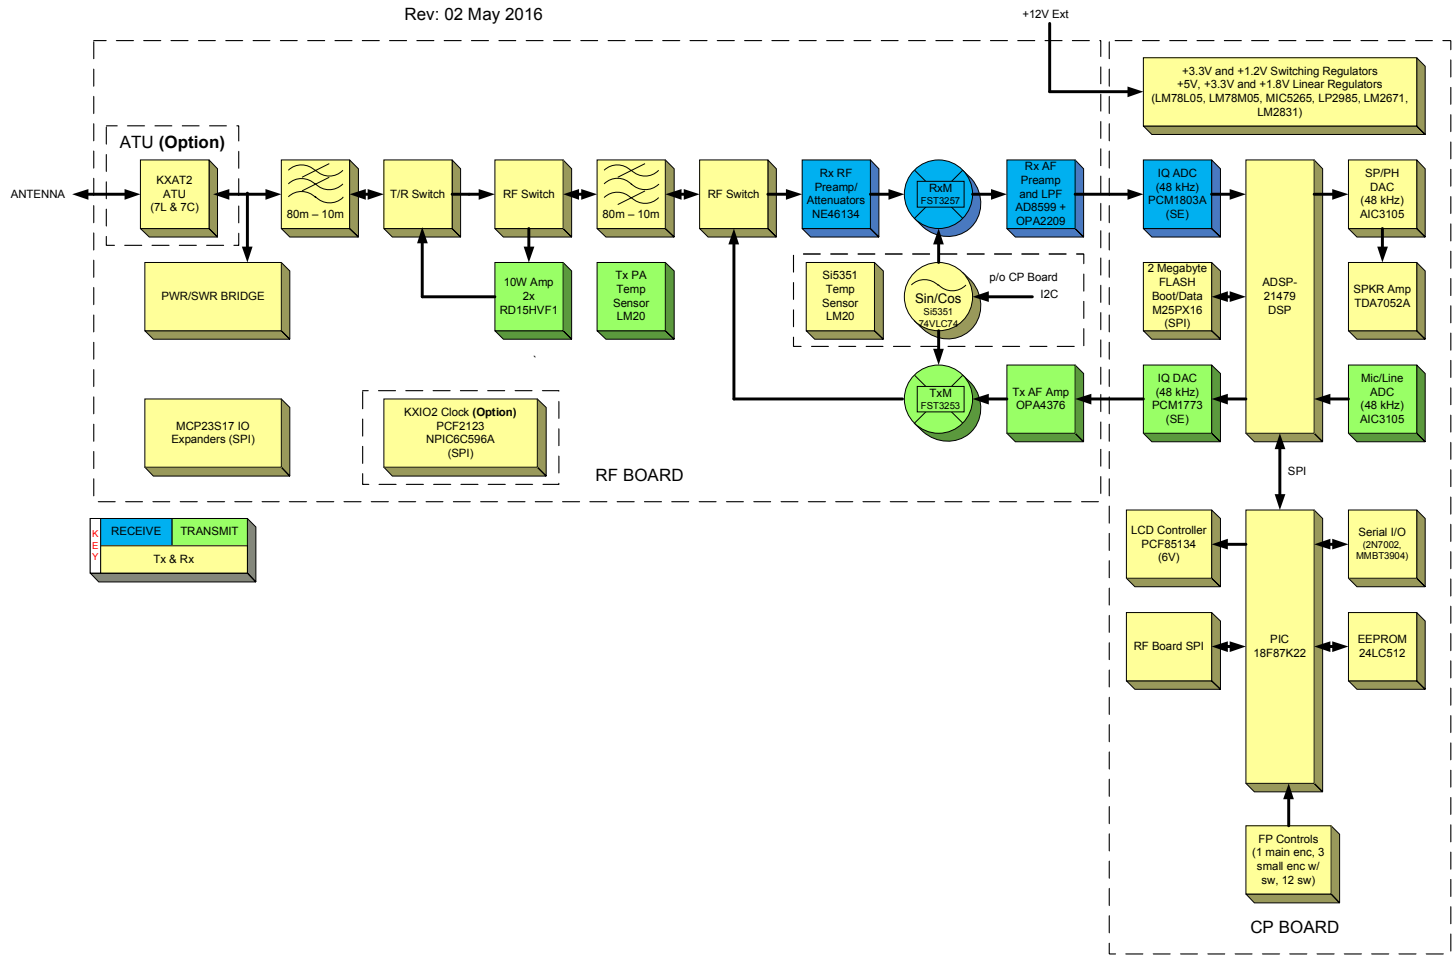 Rev: 02 May 2016
+12V Ext
+3.3V and +1.2V Switching Regulators
+5V, +3.3V and +1.8V Linear Regulators
(LM78L05, LM78M05, MIC5265, LP2985, LM2671,
LM2831)
ATU (Option)
ANTENNA
KXAT2
ATU
(7L & 7C)
80m – 10m
T/R Switch
RF Switch
80m – 10m
RF Switch
Rx RF
Preamp/
Attenuators
NE46134
RxM
FST3257
Rx AF
Preamp
and LPF
AD8599 +
OPA2209
IQ ADC
(48 kHz)
PCM1803A
(SE)
ADSP-
21479
DSP
SP/PH
DAC
(48 kHz)
AIC3105
PWR/SWR BRIDGE
10W Amp
2x
RD15HVF1
Tx PA
Temp
Sensor
LM20
Si5351
Temp
Sensor
LM20
Sin/Cos
Si5351
74VLC74
p/o CP Board
I2C
2 Megabyte
FLASH
Boot/Data
M25PX16
(SPI)
SPKR Amp
TDA7052A
MCP23S17 IO
Expanders (SPI)
KXIO2 Clock (Option)
PCF2123
NPIC6C596A
(SPI)
TxM
FST3253
Tx AF Amp
OPA4376
IQ DAC
(48 kHz)
PCM1773
(SE)
Mic/Line
ADC
(48 kHz)
AIC3105
RF BOARD
SPI
KEY
RECEIVE
TRANSMIT
Tx & Rx
LCD Controller
PCF85134
(6V)
Serial I/O
(2N7002,
MMBT3904)
RF Board SPI
PIC
18F87K22
EEPROM
24LC512
FP Controls
(1 main enc, 3
small enc w/
sw, 12 sw)
CP BOARD